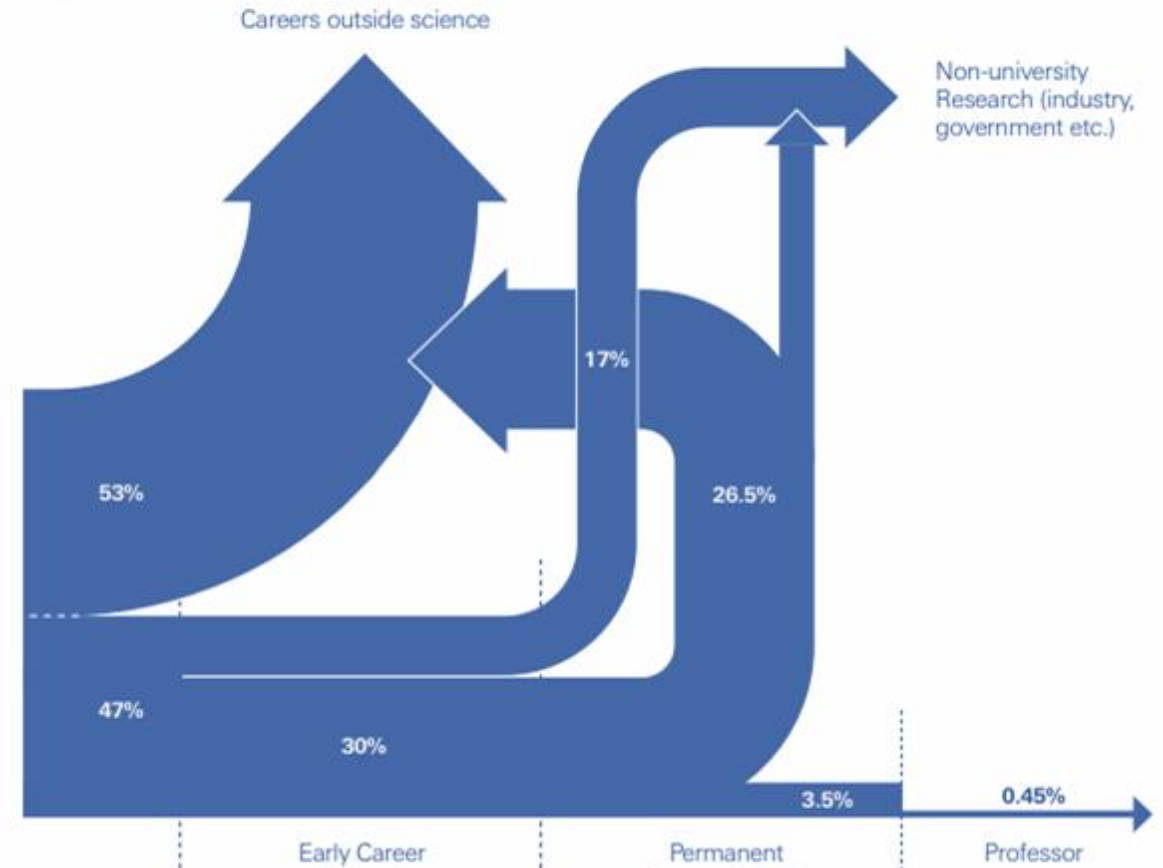 Careers outside science
Non-university
Research (industry,
government etc.)
17%
53%
26.5%
47%
30%
3.5%
0.45%
Early Career
Permanent
Professor